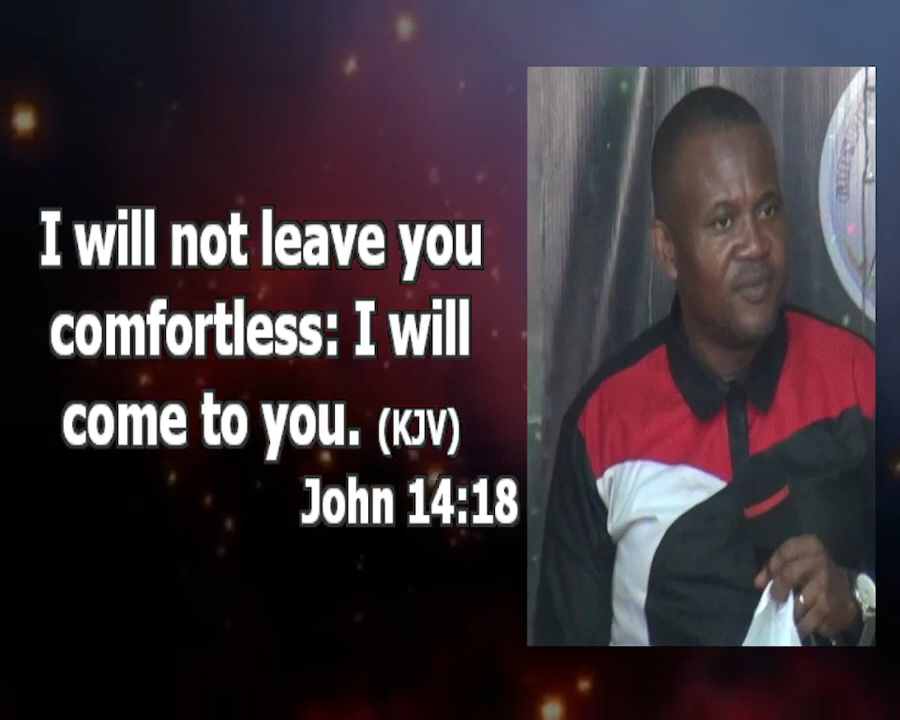 I will not leave you
comfortless: I will
come to you. (KJV)
John 14:18